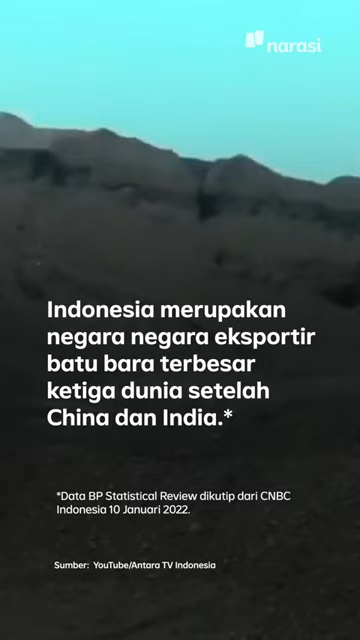 narasi
Indonesia merupakan
negara negara eksportir
batu bara terbesar
ketiga dunia setelah
China dan India.*
*Data BP Statistical Review dikutip dari CNBC
Indonesia 10 Januari 2022.
Sumber: YouTube/Antara TV Indonesia